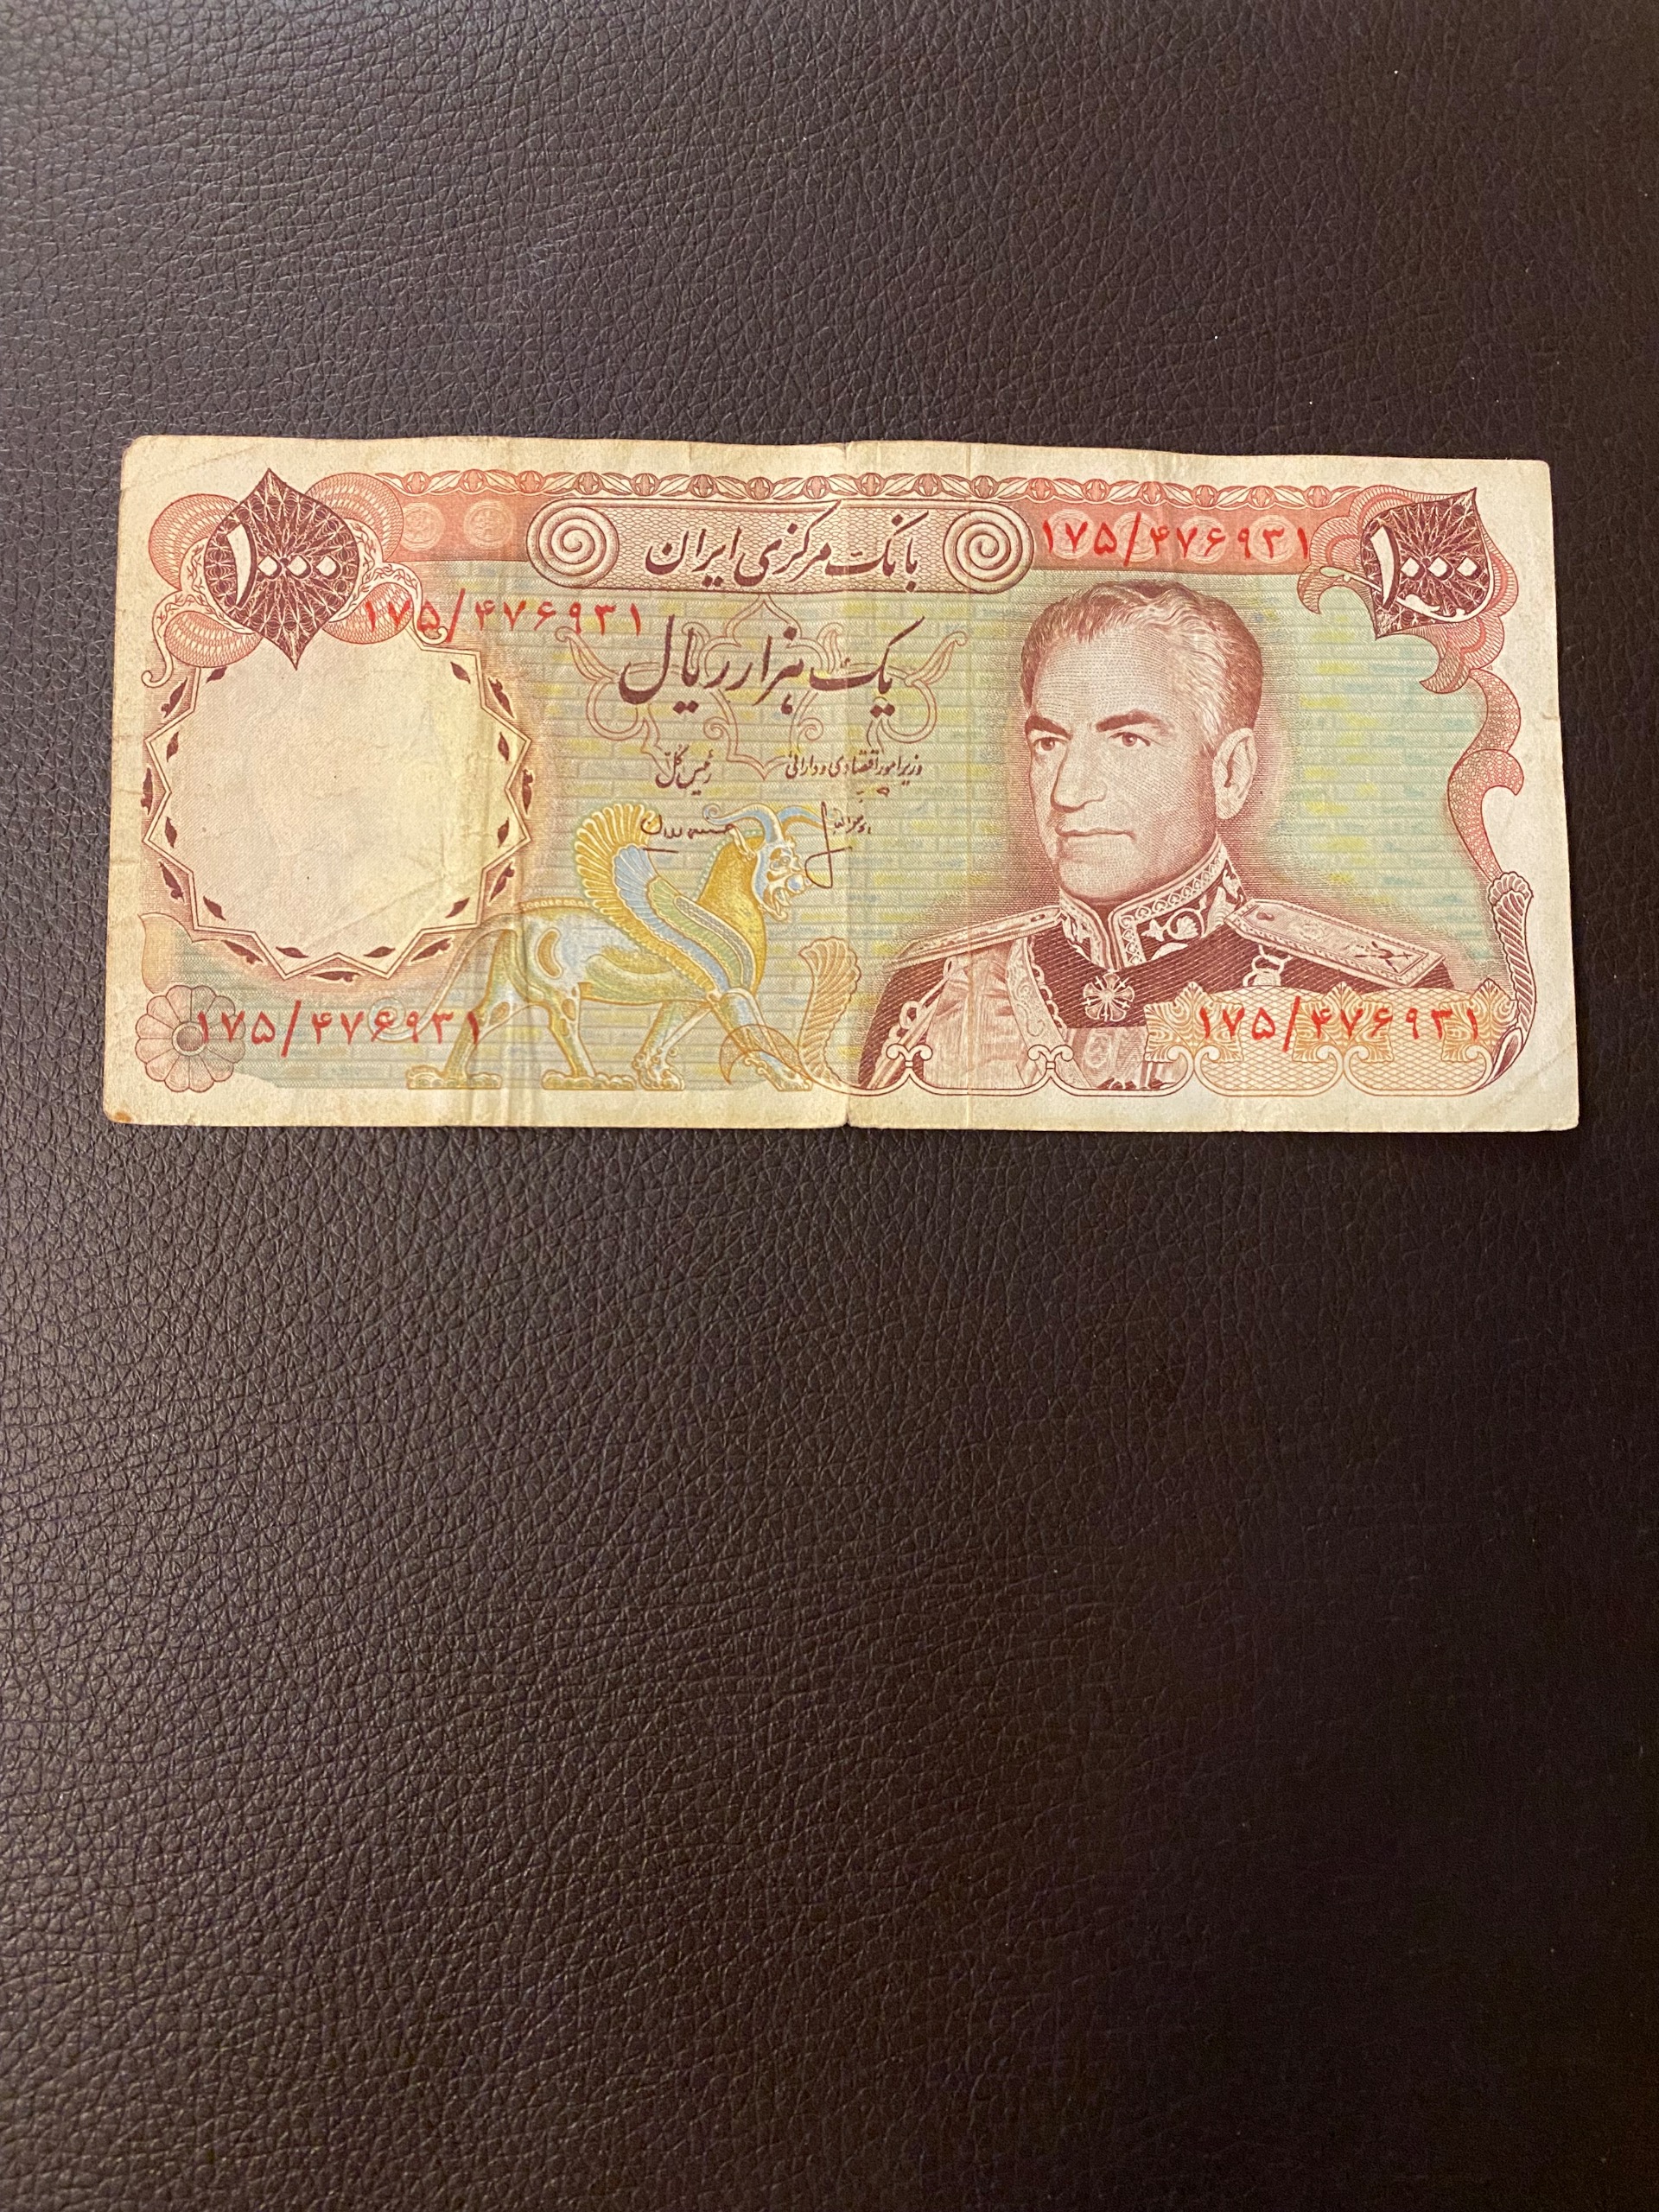 ۱۰۰۰
بانک مرکزی ایران
۱۷۵/۴۷۶۹۳۱
۱۰۰۰
۱۷۵/۴۷۶۹۳۱
یک هزار ریال
وزیر امور اقتصادی و دارائی
رئیس کل
۱۷۵/۴۷۶۹۳۱
۱۷۵/۴۷۶۹۳۱